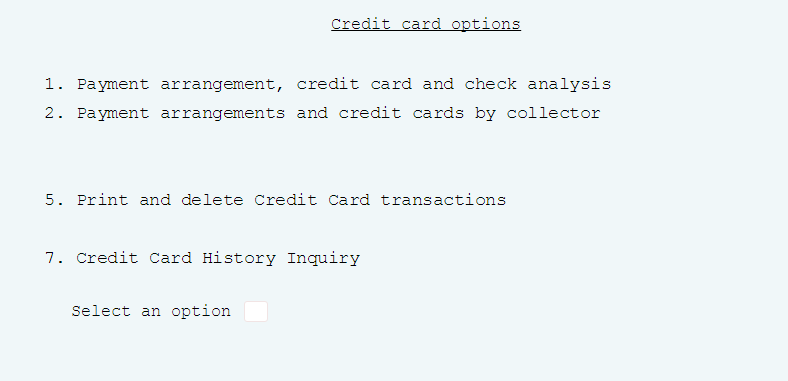 Credit card options
1. Payment arrangement, credit card and check analysis
2. Payment arrangements and credit cards by collector
5. Print and delete Credit Card transactions
7. Credit Card History Inquiry
Select an option